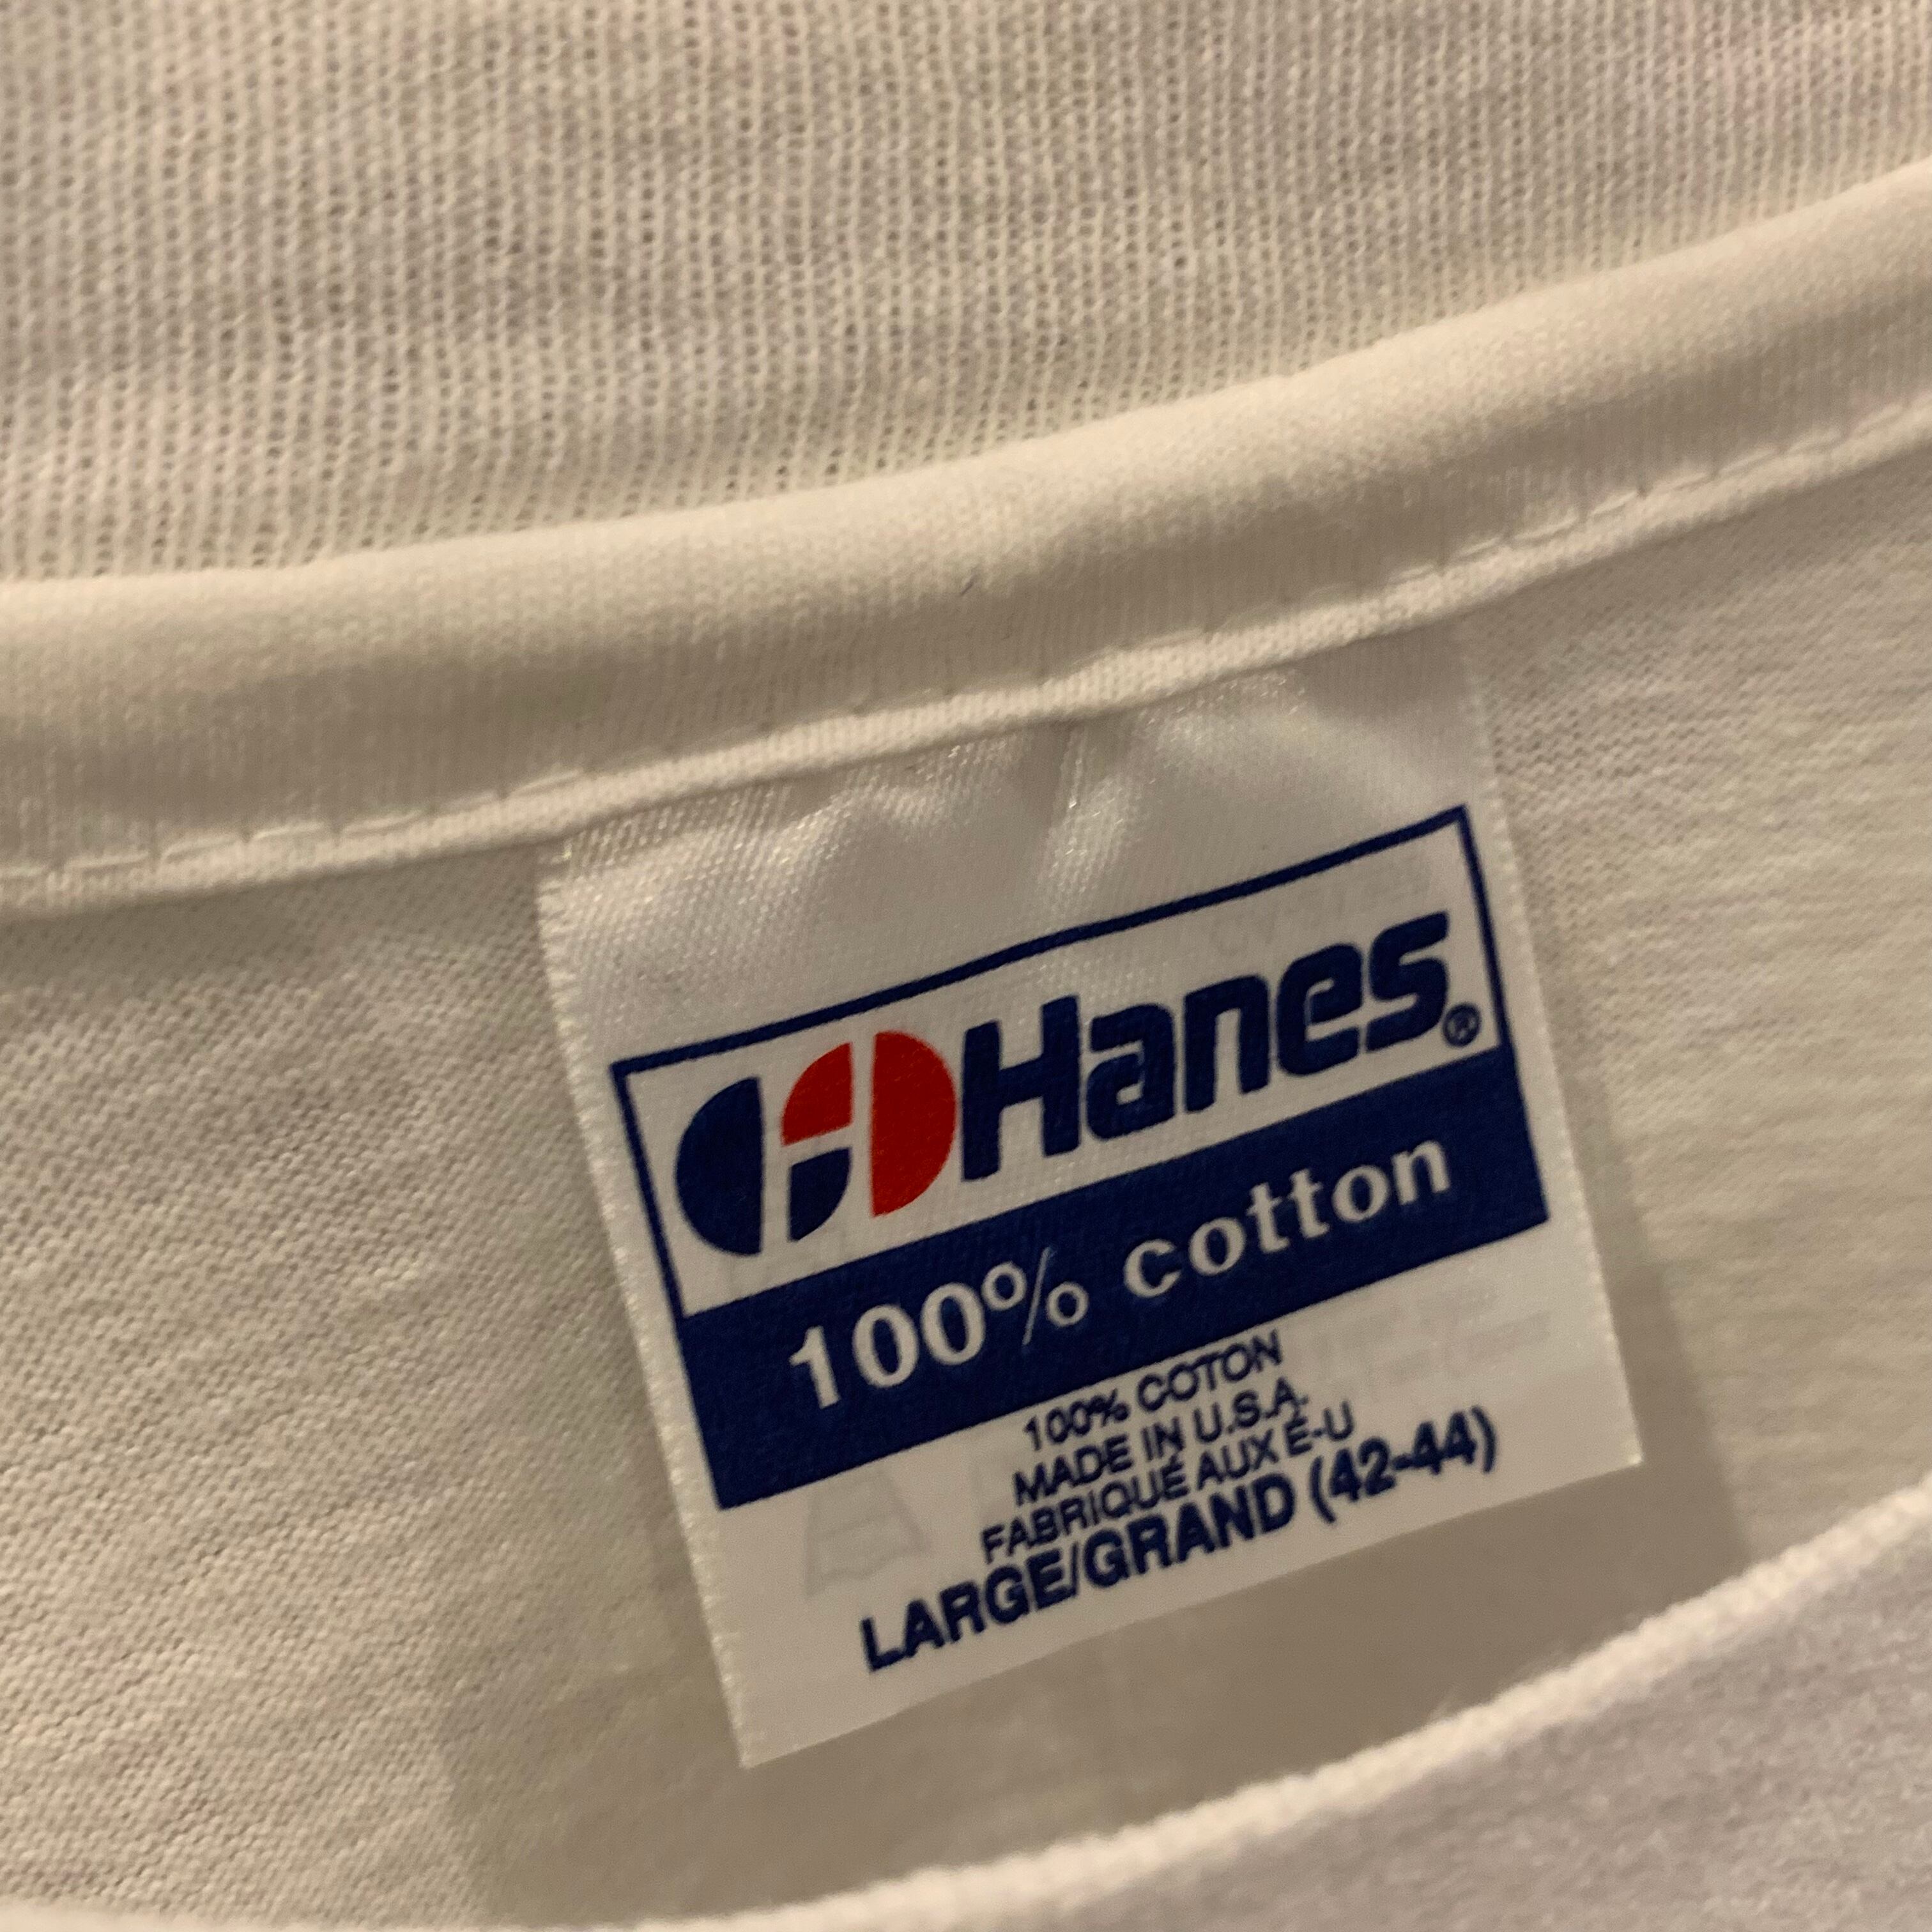 Hanes®
100% cotton
100% COTON
MADE IN U.S.A.
FABRIQUÉ AUX É-U
LARGE/GRAND (42-44)